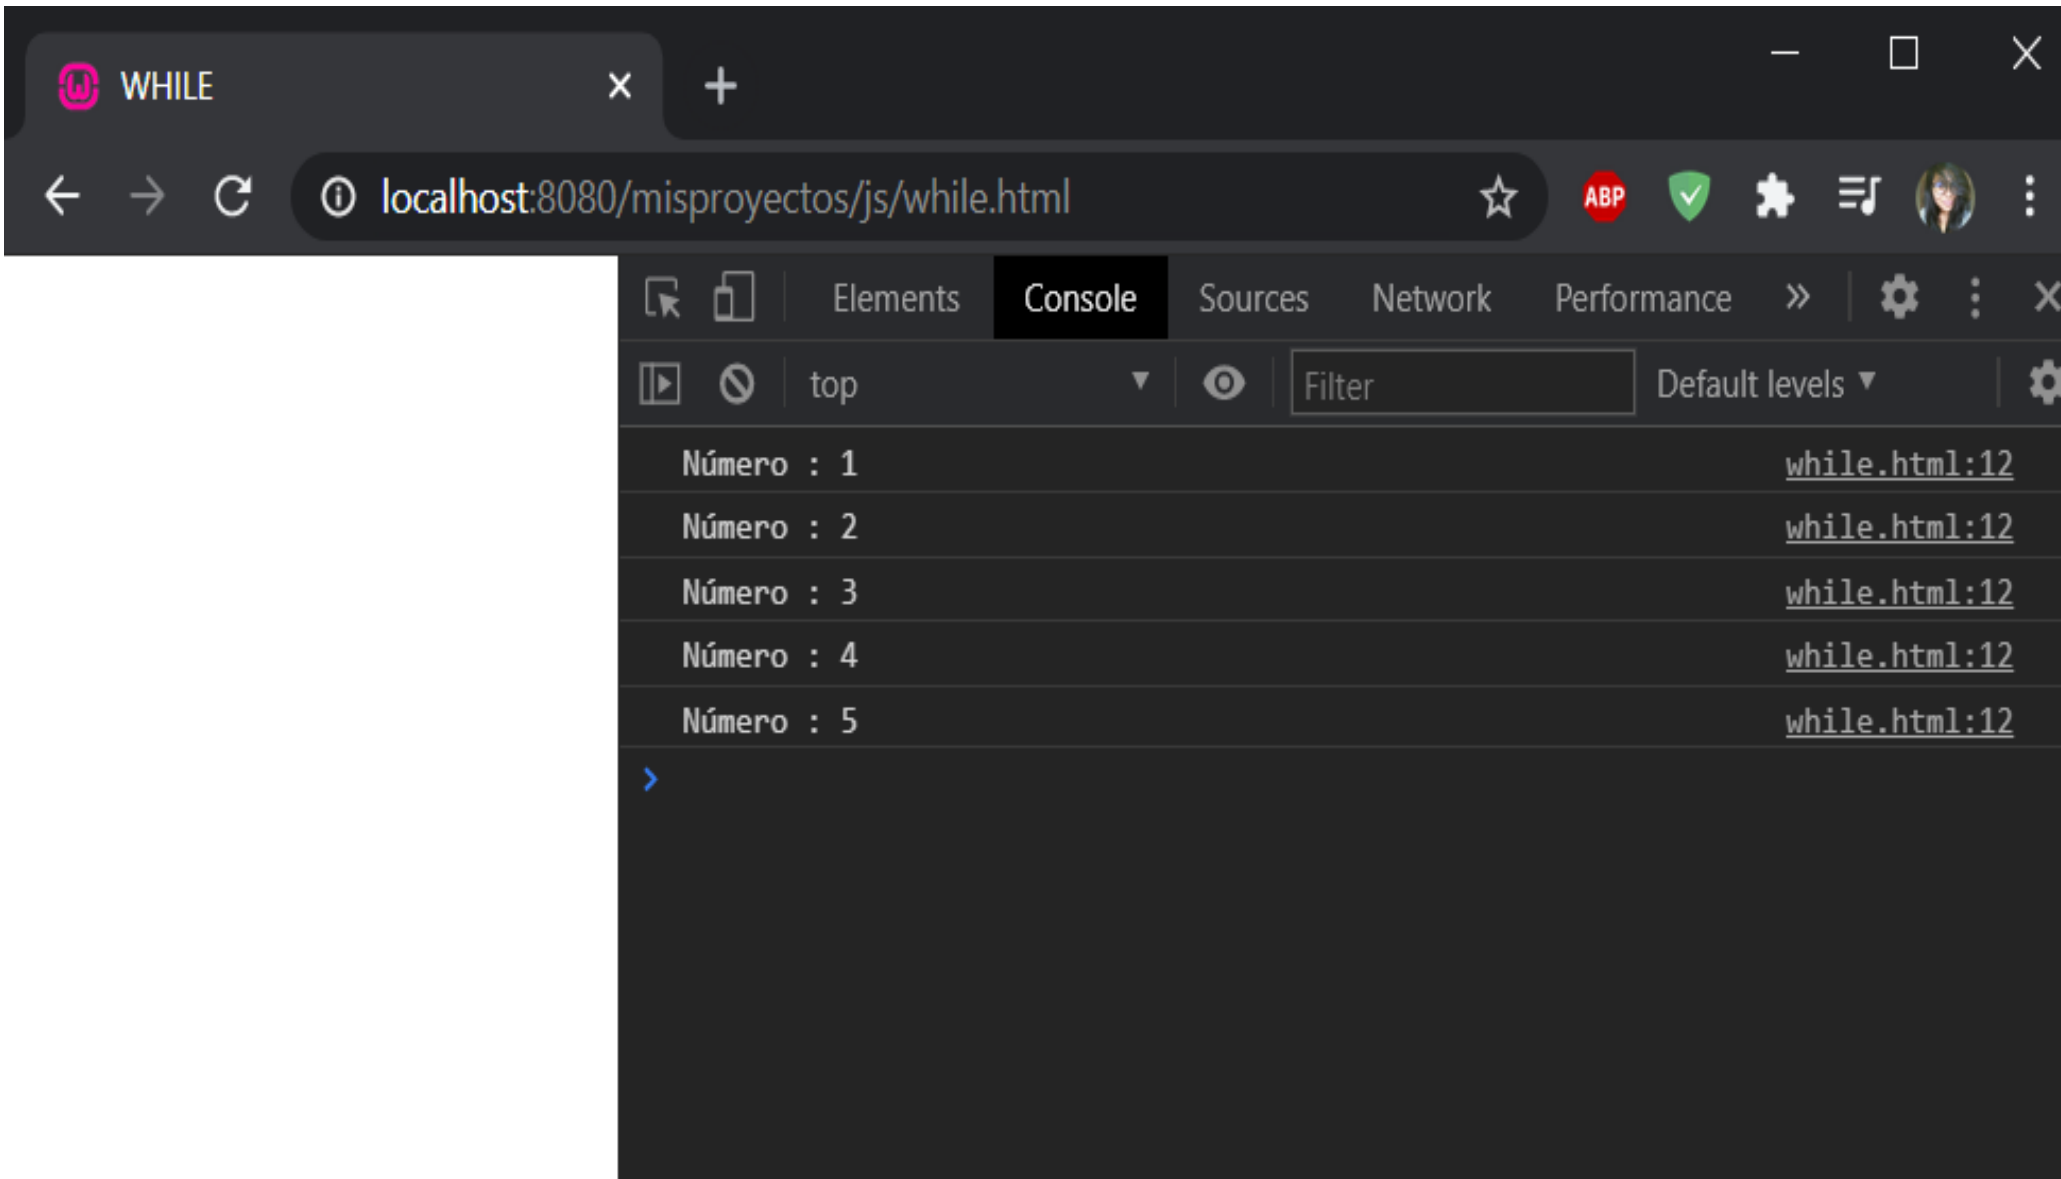 WHILE
localhost:8080/misproyectos/js/while.html ABP
Elements Console Sources Network Performance
top Filter Default levels
Número : 1 while.html:12
Número : 2 while.html:12
Número : 3 while.html:12
Número : 4 while.html:12
Número : 5 while.html:12